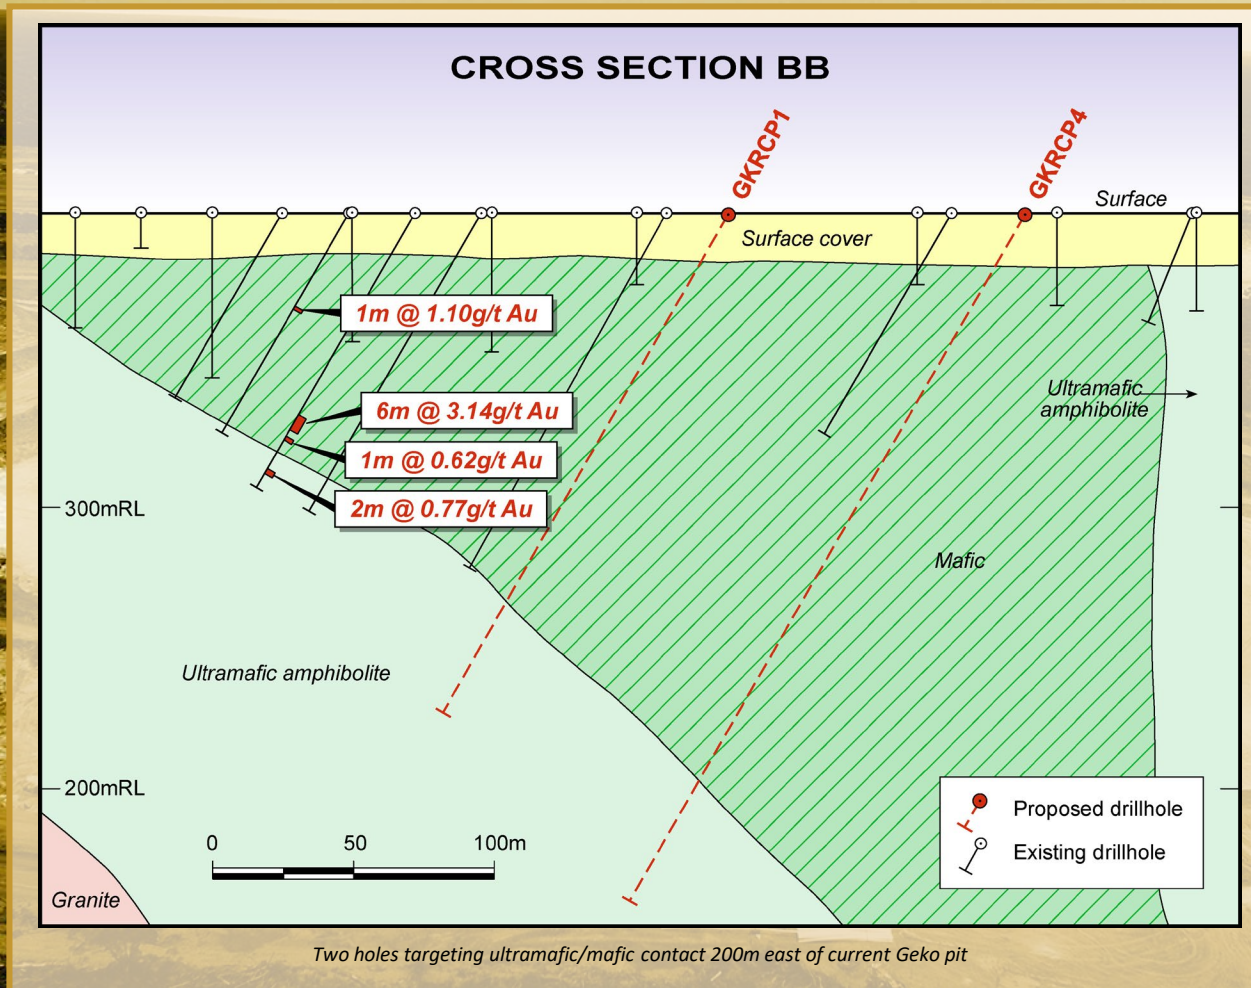 CROSS SECTION BB
GKRCP1
GKRCP4
Surface
Surface cover
1m @ 1.10g/t Au
6m @ 3.14g/t Au
1m @ 0.62g/t Au
2m @ 0.77g/t Au
Ultramafic
amphibolite
300mRL
Mafic
Ultramafic amphibolite
200mRL
0 50 100m
Proposed drillhole
Existing drillhole
Granite
Two holes targeting ultramafic/mafic contact 200m east of current Geko pit